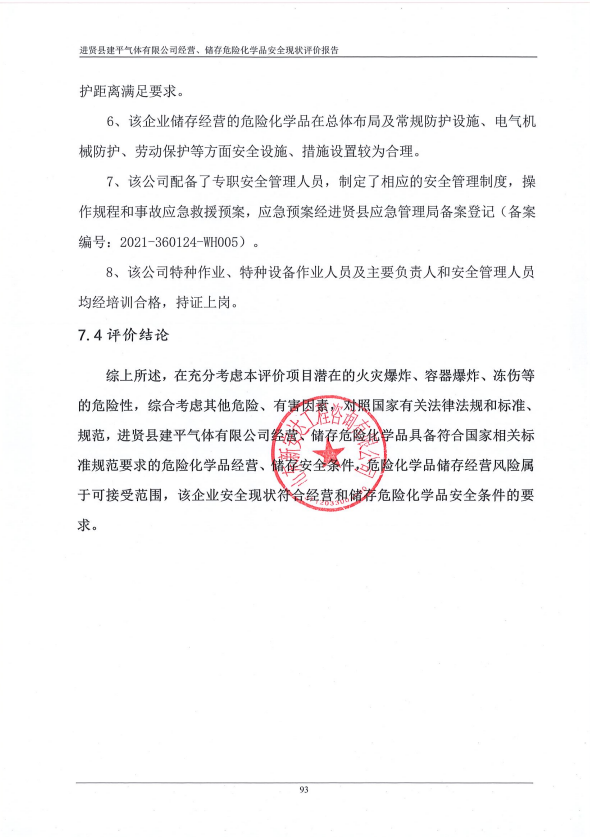 进贤县建平气体有限公司经营、储存危险化学品安全现状评价报告
护距离满足要求。
6、该企业储存经营的危险化学品在总体布局及常规防护设施、电气机
械防护、劳动保护等方面安全设施、措施设置较为合理。
7、该公司配备了专职安全管理人员，制定了相应的安全管理制度，操
作规程和事故应急救援预案，应急预案经进贤县应急管理局备案登记（备案
编号：2021-360124-WH005）。
8、该公司特种作业、特种设备作业人员及主要负责人和安全管理人员
均经培训合格，持证上岗。
7.4 评价结论
综上所述，在充分考虑本评价项目潜在的火灾爆炸、容器爆炸、冻伤等
的危险性，综合考虑其他危险、有害因素，对照国家有关法律法规和标准、
规范，进贤县建平气体有限公司经营、储存危险化学品具备符合国家相关标
准规范要求的危险化学品经营、储存安全条件，危险化学品储存经营风险属
于可接受范围，该企业安全现状符合经营和储存危险化学品安全条件的要
求。
山东新安达工程咨询有限公司
93